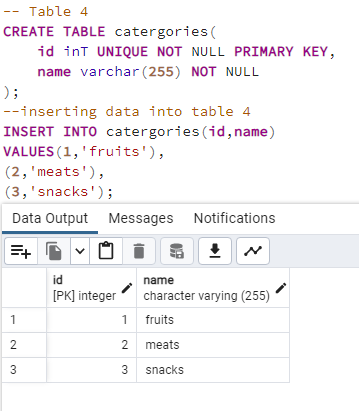 -- Table 4
CREATE TABLE catergories(
id inT UNIQUE NOT NULL PRIMARY KEY,
name varchar(255) NOT NULL
);
--inserting data into table 4
INSERT INTO catergories(id,name)
VALUES(1,'fruits'),
(2,'meats'),
(3,'snacks');
Data Output Messages Notifications
id name
[PK] integer character varying (255)
1 1 fruits
2 2 meats
3 3 snacks